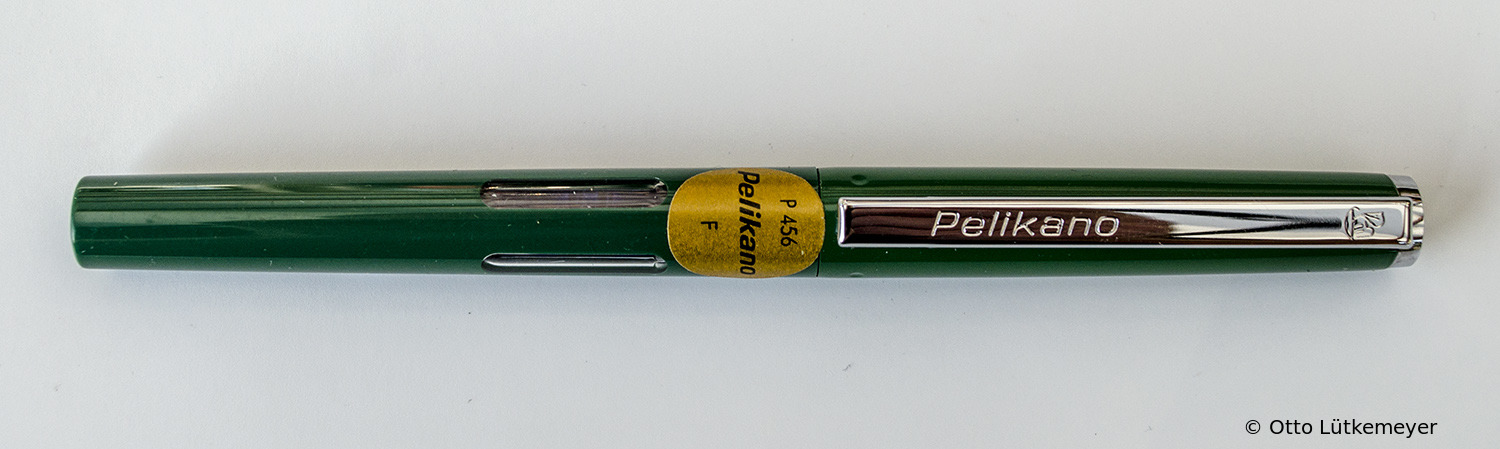 Pelikano
P 456
F
Pelikano
© Otto Lütkemeyer